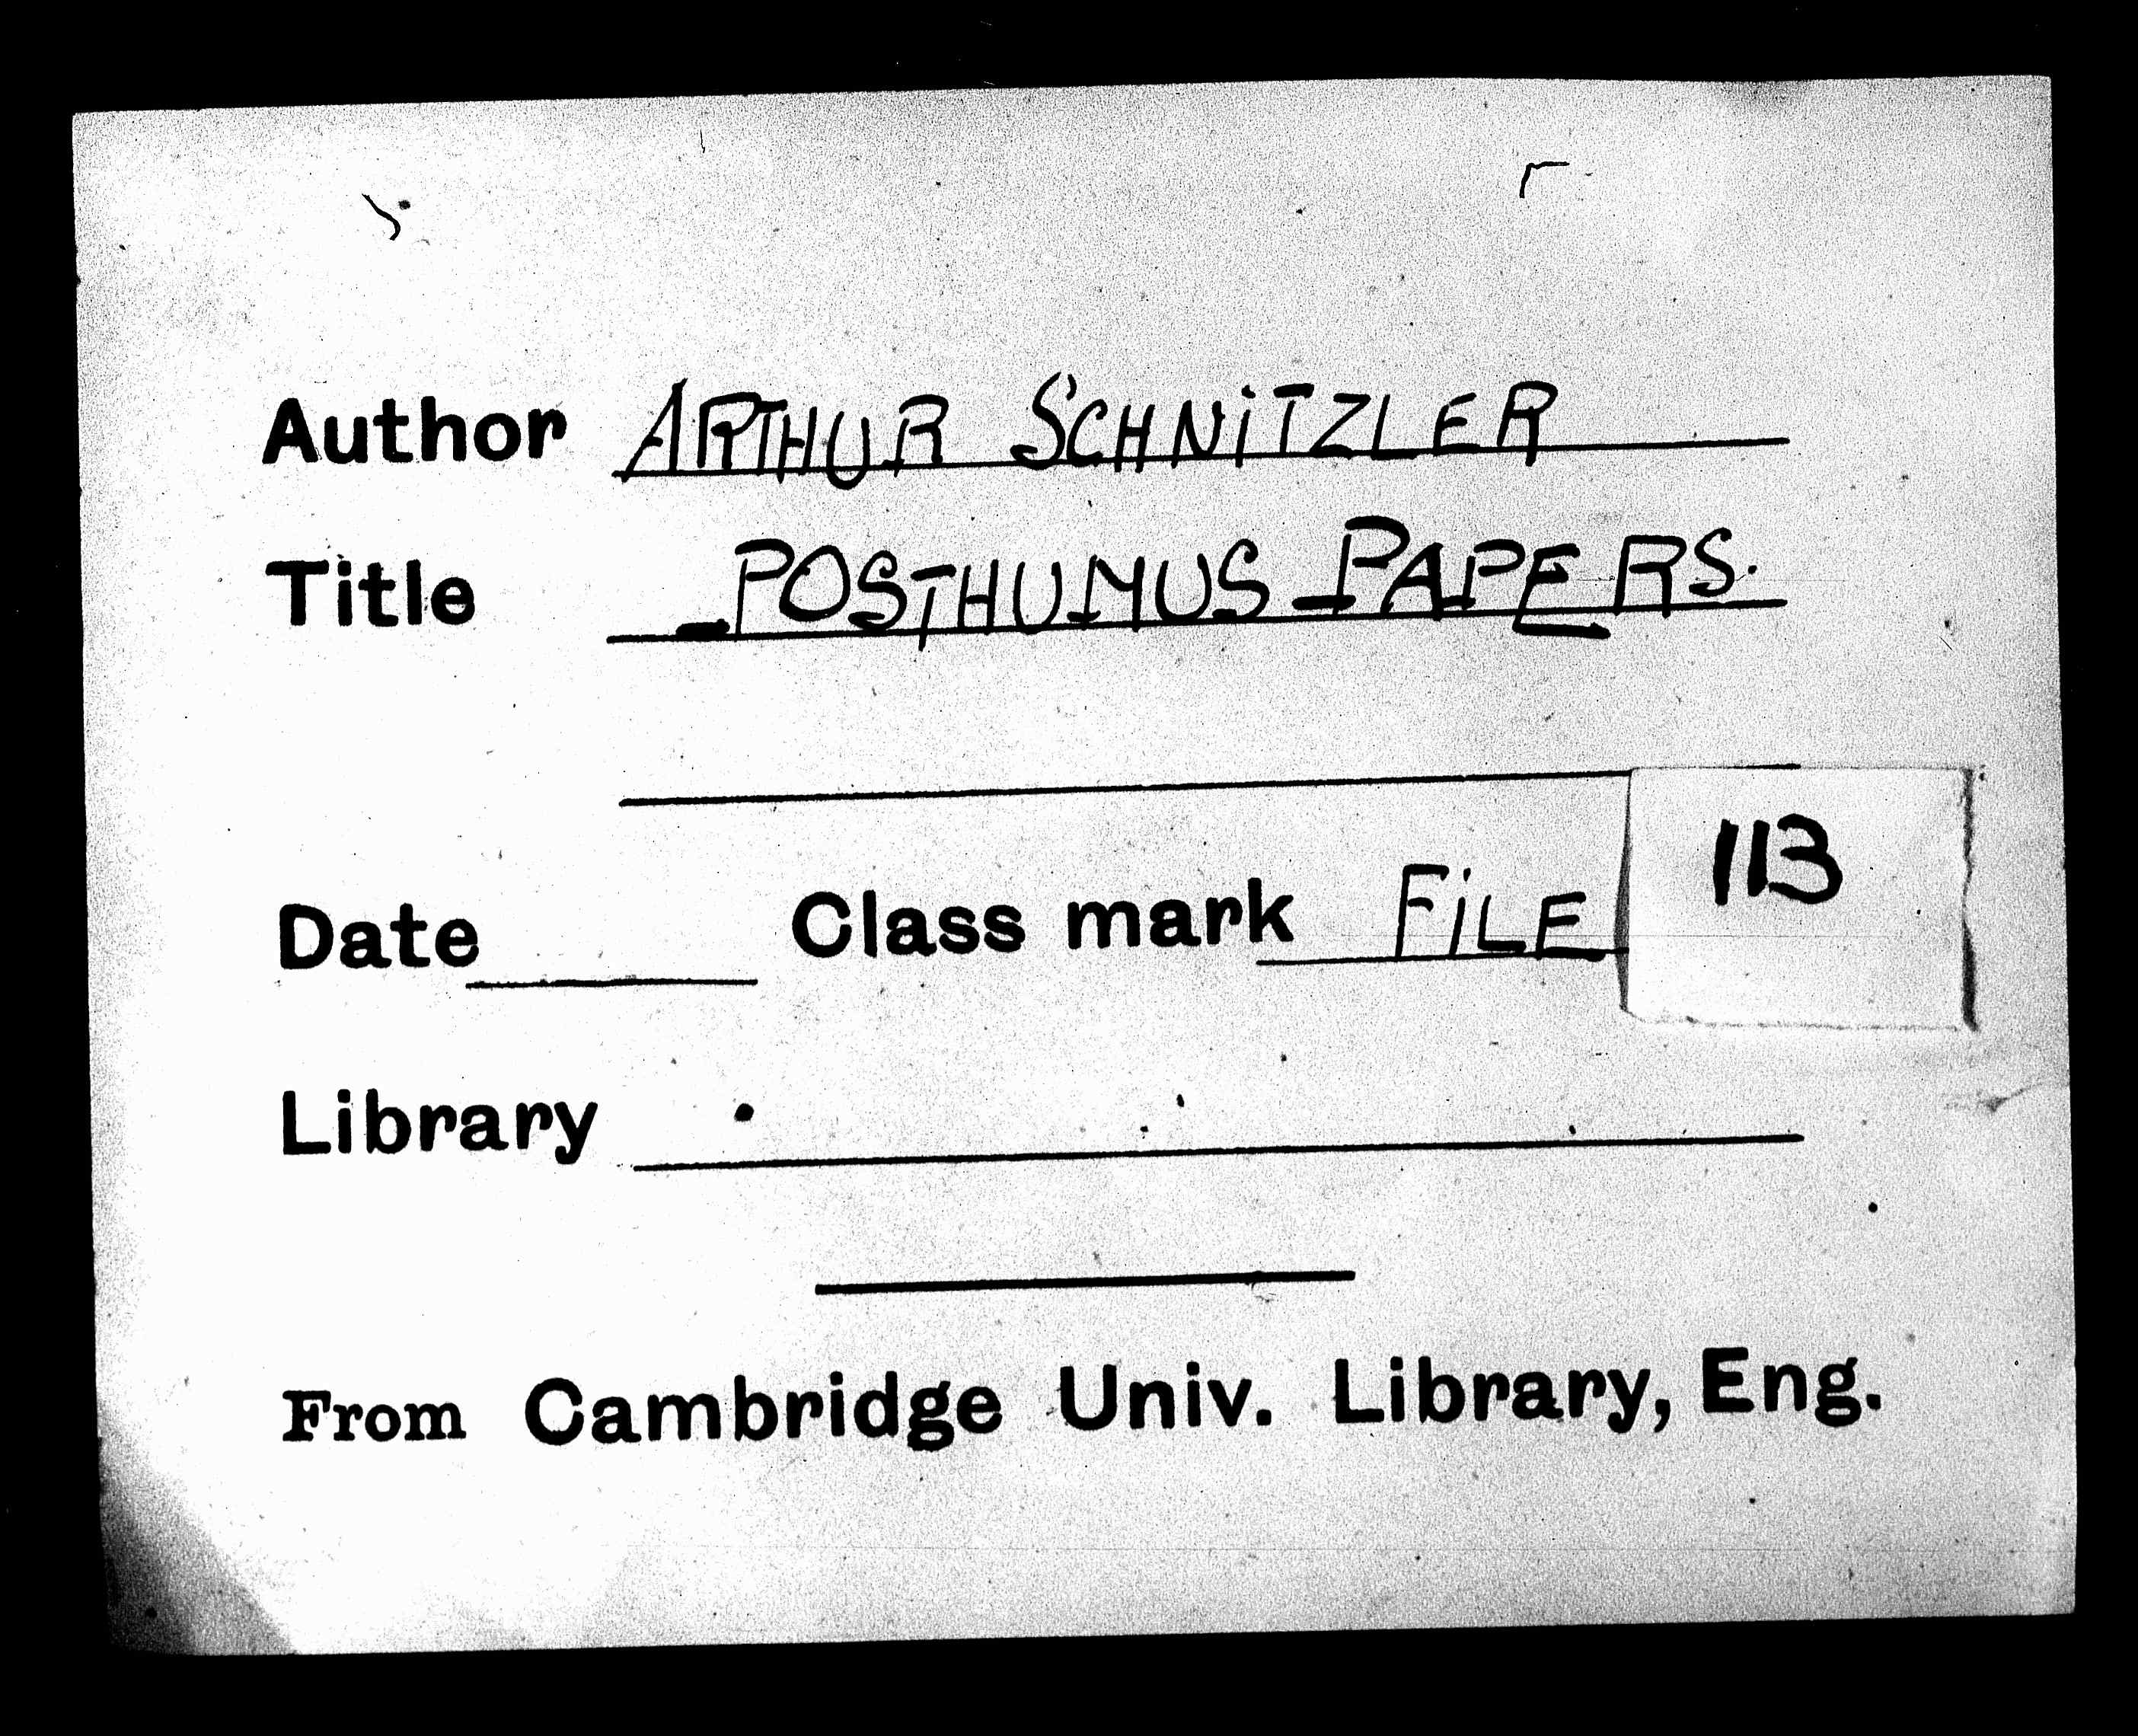 Author ARTHUR SCHNITZLER
Title POSTHUMUS PAPERS.
Date Class mark FILE 113
Library
From Cambridge Univ. Library, Eng.